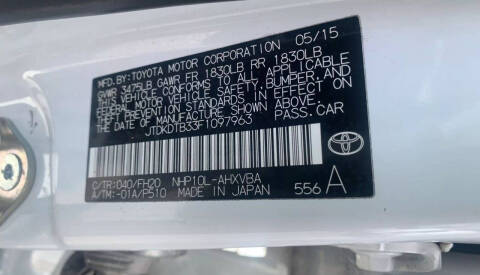 MFD.BY:TOYOTA MOTOR CORPORATION 05/15
GVWR 3475LB GAWR FR 1830LB RR 1830LB
THIS VEHICLE CONFORMS TO ALL APPLICABLE
FEDERAL MOTOR VEHICLE SAFETY, BUMPER, AND
THEFT PREVENTION STANDARDS IN EFFECT ON
THE DATE OF MANUFACTURE SHOWN ABOVE.
JTDKDTB33F1097963 PASS.CAR
C/TR:040/FH20 NHP10L-AHXVBA
A/TM:-01A/P510 MADE IN JAPAN 556 A
TOYOTA